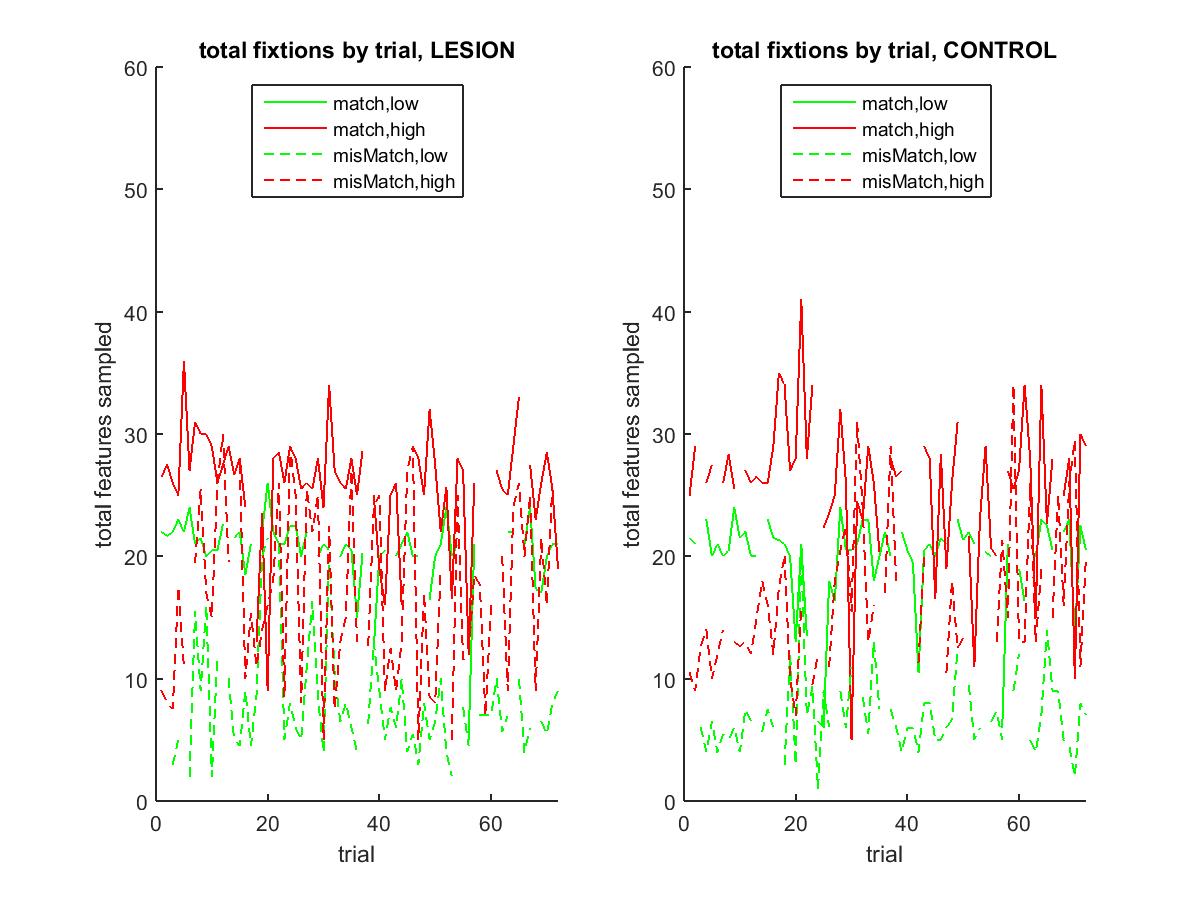 total fixtions by trial, LESION
60
50
40
30
20
10
0
0 20 40 60
total features sampled
trial
match,low
match,high
misMatch,low
misMatch,high
total fixtions by trial, CONTROL
60
50
40
30
20
10
0
0 20 40 60
total features sampled
trial
match,low
match,high
misMatch,low
misMatch,high